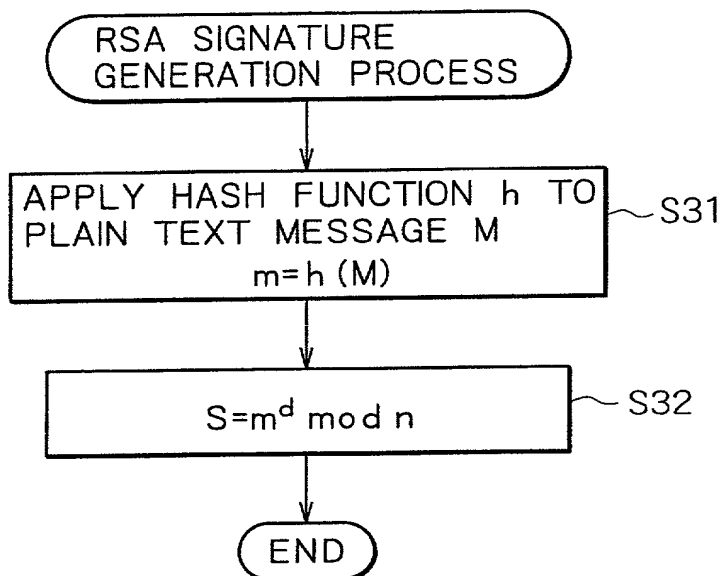 RSA SIGNATURE
GENERATION PROCESS
APPLY HASH FUNCTION h TO
PLAIN TEXT MESSAGE M
m=h (M)
S31
S=m^d mod n
S32
END